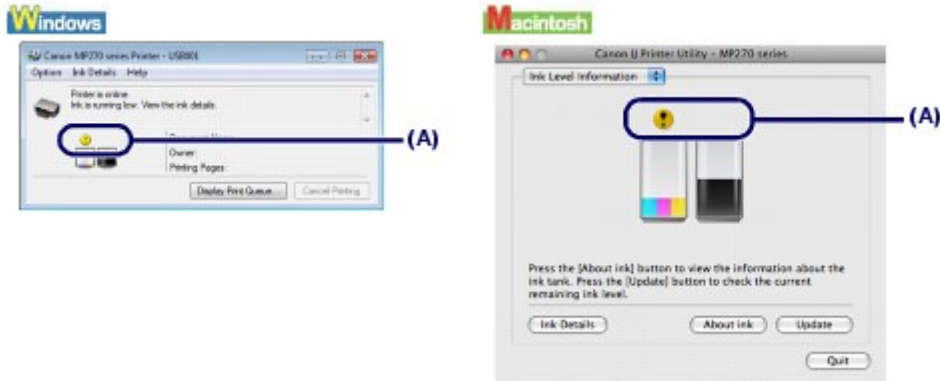 Windows
Canon MP270 series Printer - USB001
Option Ink Details Help
Printer is online
Ink is running low. View the ink details.
(A)
Owner:
Printing Pages:
Display Print Queue...
Cancel Printing
Macintosh
Canon IJ Printer Utility - MP270 series
Ink Level Information
(A)
Press the [About ink] button to view the information about the
ink tank. Press the [Update] button to check the current
remaining ink level.
Ink Details
About ink
Update
Quit